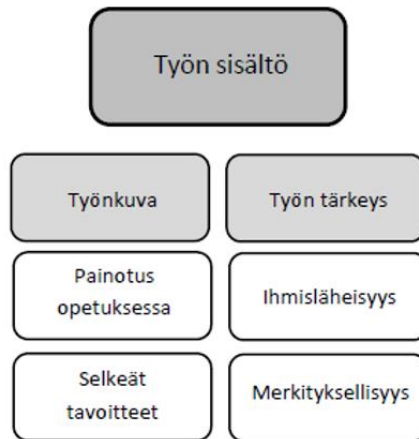 Työn sisältö
Työnkuva
Työn tärkeys
Painotus
opetuksessa
Ihmisläheisyys
Selkeät
tavoitteet
Merkityksellisyys